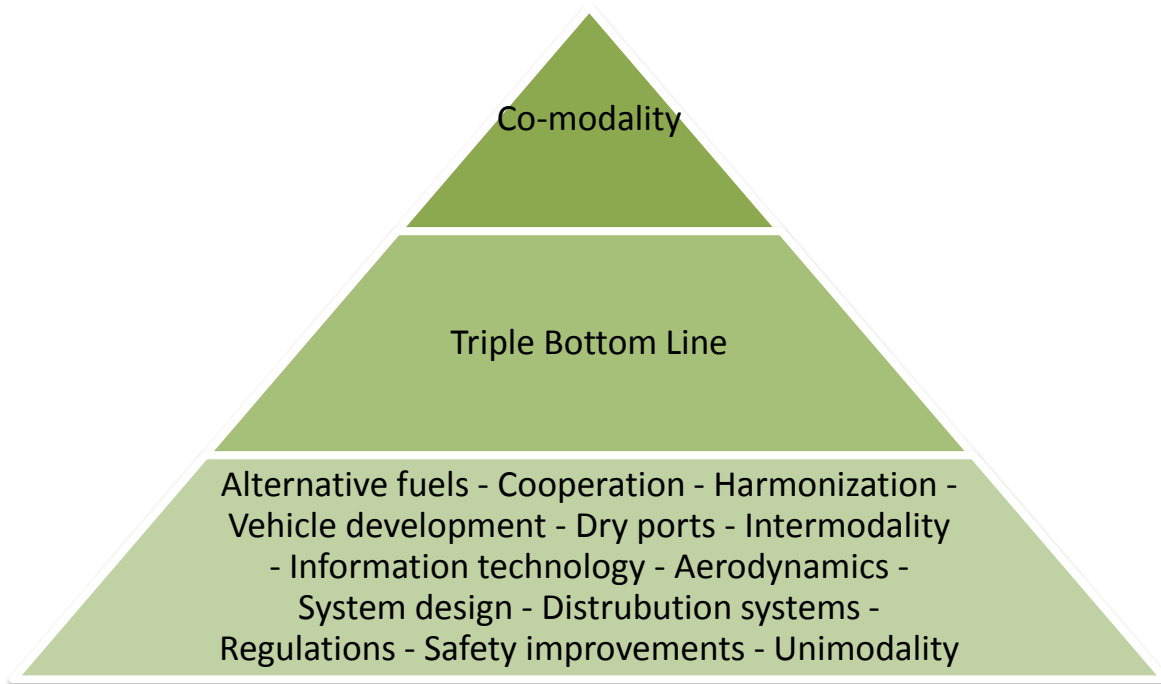 Co-modality
Triple Bottom Line
Alternative fuels - Cooperation - Harmonization -
Vehicle development - Dry ports - Intermodality
- Information technology - Aerodynamics -
System design - Distrubution systems -
Regulations - Safety improvements - Unimodality